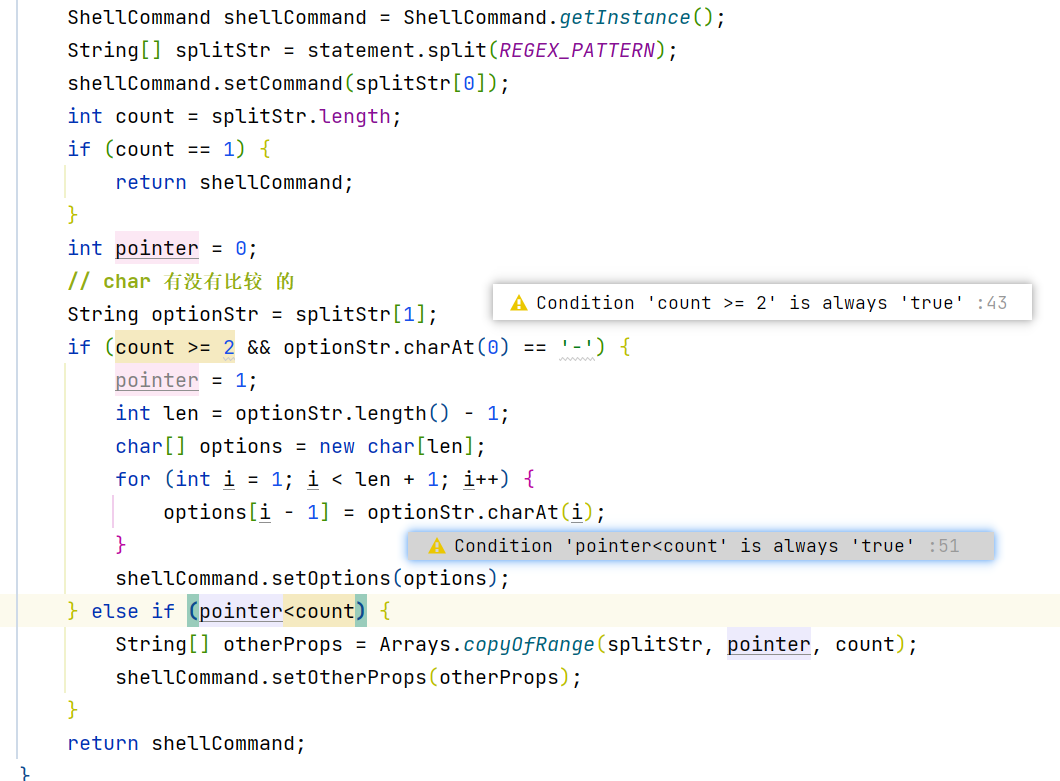 ShellCommand shellCommand = ShellCommand.getInstance();
String[] splitStr = statement.split(REGEX_PATTERN);
shellCommand.setCommand(splitStr[0]);
int count = splitStr.length;
if (count == 1) {
return shellCommand;
}
int pointer = 0;
// char 有没有比较 的
Condition 'count >= 2' is always 'true' :43
String optionStr = splitStr[1];
if (count >= 2 && optionStr.charAt(0) == '-') {
pointer = 1;
int len = optionStr.length() - 1;
char[] options = new char[len];
for (int i = 1; i < len + 1; i++) {
options[i - 1] = optionStr.charAt(i);
}
Condition 'pointer<count' is always 'true' :51
shellCommand.setOptions(options);
} else if (pointer<count) {
String[] otherProps = Arrays.copyOfRange(splitStr, pointer, count);
shellCommand.setOtherProps(otherProps);
}
return shellCommand;
}